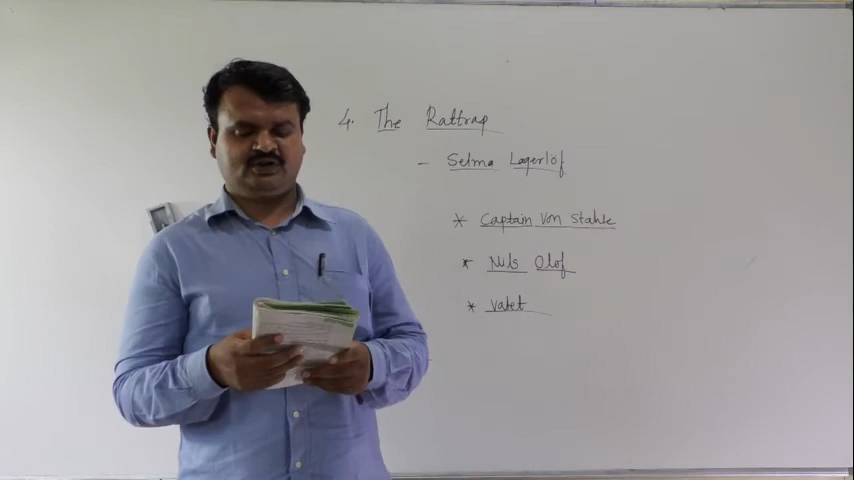 4. The Rattrap
- Selma Lagerlof
* Captain Von Stahle
* Nils Olof
* Valet